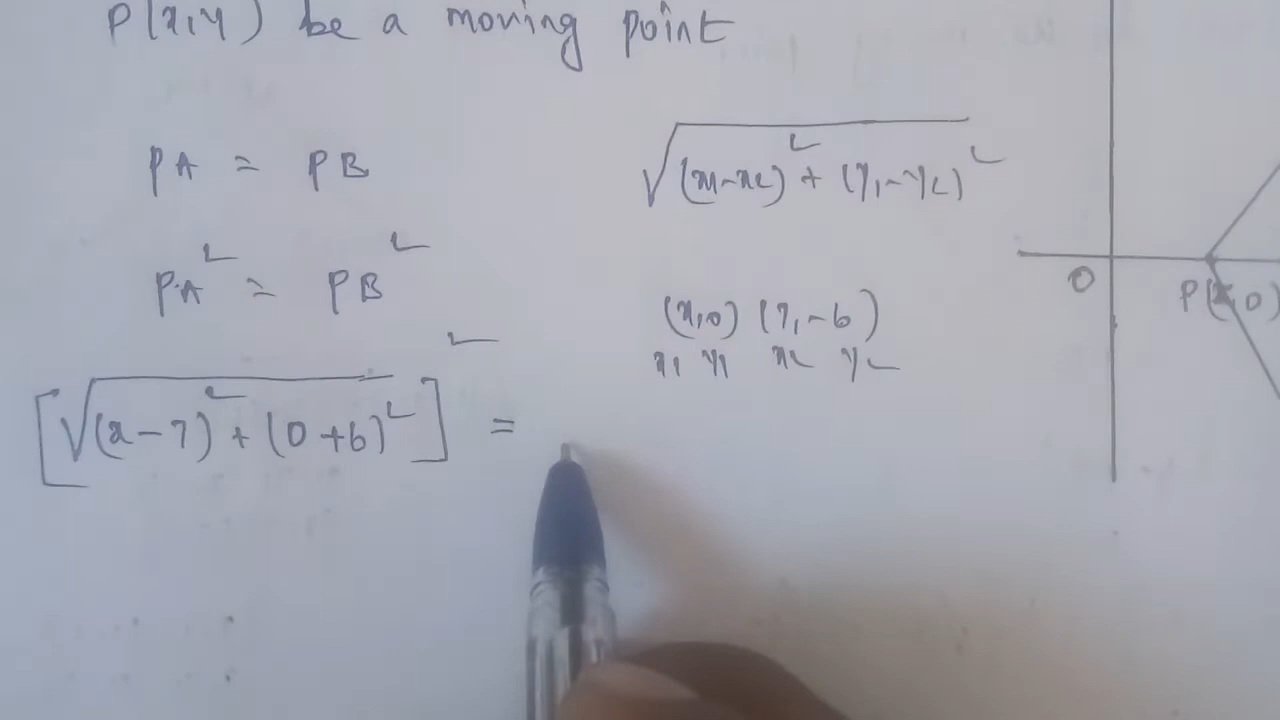 P(x,y) be a moving point
PA = PB
PA² = PB²
[√(x-7)² + (0+6)²]² =
√(x1-x2)² + (y1-y2)²
(x,0) (7,-6)
x1 y1 x2 y2
O
P(x,0)